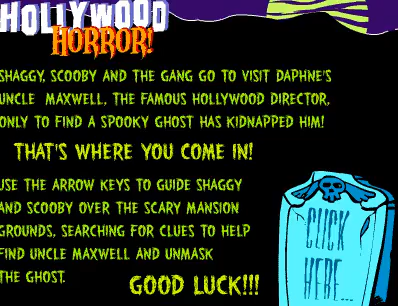 HOLLYWOOD
HORROR!
SHAGGY, SCOOBY AND THE GANG GO TO VISIT DAPHNE'S
UNCLE MAXWELL, THE FAMOUS HOLLYWOOD DIRECTOR,
ONLY TO FIND A SPOOKY GHOST HAS KIDNAPPED HIM!
THAT'S WHERE YOU COME IN!
USE THE ARROW KEYS TO GUIDE SHAGGY
AND SCOOBY OVER THE SCARY MANSION
GROUNDS, SEARCHING FOR CLUES TO HELP
FIND UNCLE MAXWELL AND UNMASK
THE GHOST.
GOOD LUCK!!!
CLICK
HERE...